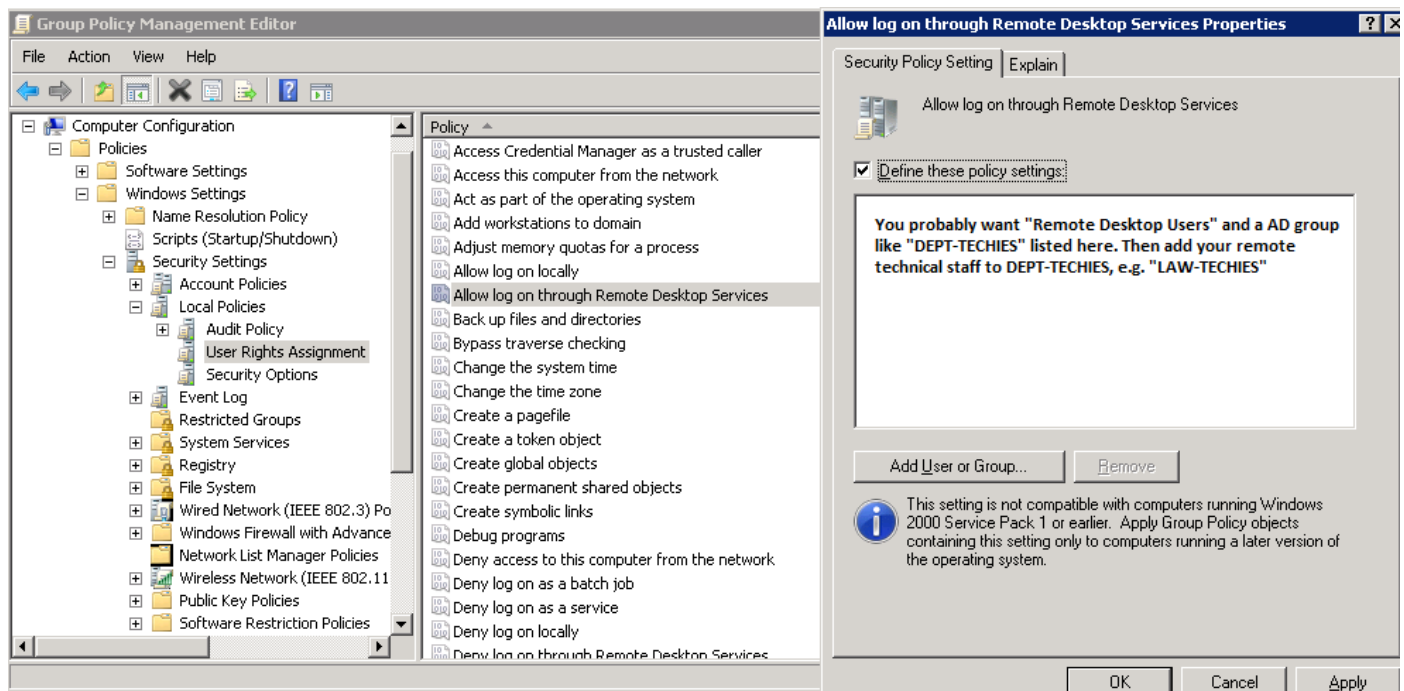 Group Policy Management Editor
File Action View Help
Computer Configuration
Policies
Software Settings
Windows Settings
Name Resolution Policy
Scripts (Startup/Shutdown)
Security Settings
Account Policies
Local Policies
Audit Policy
User Rights Assignment
Security Options
Event Log
Restricted Groups
System Services
Registry
File System
Wired Network (IEEE 802.3) Po
Windows Firewall with Advance
Network List Manager Policies
Wireless Network (IEEE 802.11
Public Key Policies
Software Restriction Policies
Policy
Access Credential Manager as a trusted caller
Access this computer from the network
Act as part of the operating system
Add workstations to domain
Adjust memory quotas for a process
Allow log on locally
Allow log on through Remote Desktop Services
Back up files and directories
Bypass traverse checking
Change the system time
Change the time zone
Create a pagefile
Create a token object
Create global objects
Create permanent shared objects
Create symbolic links
Debug programs
Deny access to this computer from the network
Deny log on as a batch job
Deny log on as a service
Deny log on locally
Deny log on through Remote Desktop Services
Allow log on through Remote Desktop Services Properties
Security Policy Setting Explain
Allow log on through Remote Desktop Services
Define these policy settings:
You probably want "Remote Desktop Users" and a AD group
like "DEPT-TECHIES" listed here. Then add your remote
technical staff to DEPT-TECHIES, e.g. "LAW-TECHIES"
Add User or Group... Remove
This setting is not compatible with computers running Windows
2000 Service Pack 1 or earlier. Apply Group Policy objects
containing this setting only to computers running a later version of
the operating system.
OK Cancel Apply